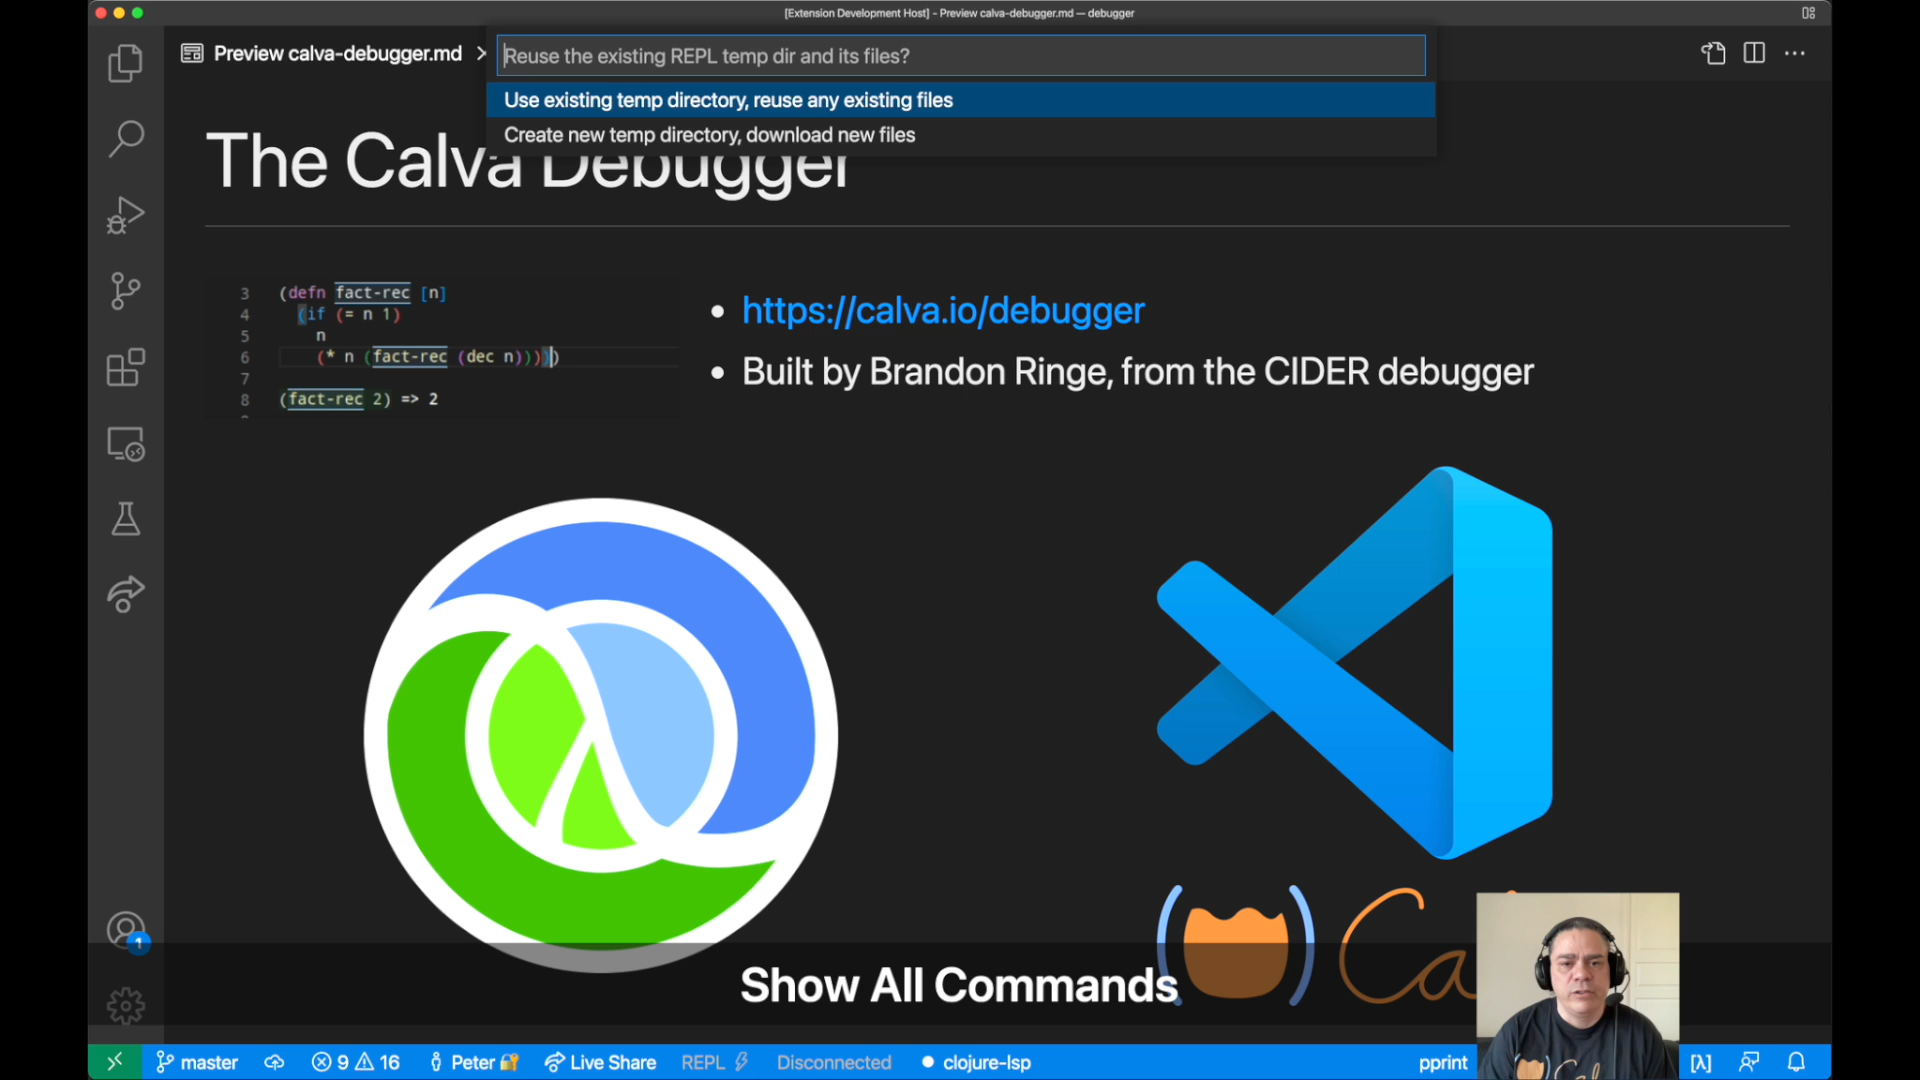 [Extension Development Host] - Preview calva-debugger.md — debugger
Preview calva-debugger.md
Reuse the existing REPL temp dir and its files?
Use existing temp directory, reuse any existing files
Create new temp directory, download new files
The Calva Debugger
3 (defn fact-rec [n]
4 (if (= n 1)
5 n
6 (* n (fact-rec (dec n)))))
7
8 (fact-rec 2) => 2
https://calva.io/debugger
Built by Brandon Ringe, from the CIDER debugger
1
Show All Commands
master
9
16
Peter
Live Share
REPL
Disconnected
clojure-lsp
pprint
[λ]